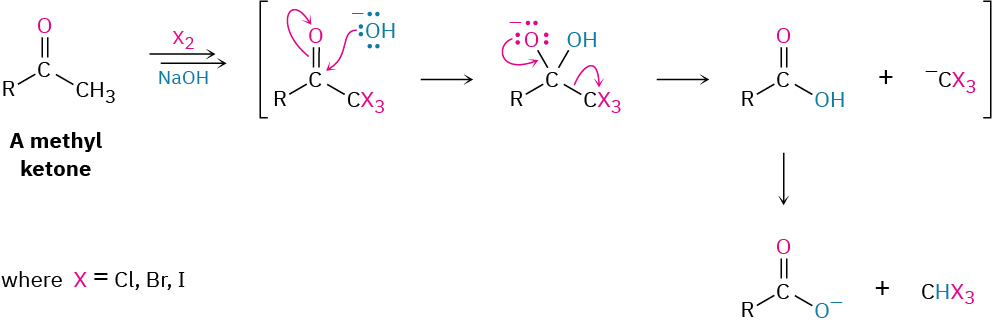 O
R C CH3
A methyl
ketone
X2
NaOH
[ O − :OH
R C CX3
− :O: OH
R C CX3
O
R C OH + −CX3 ]
where X = Cl, Br, I
O
R C O− + CHX3